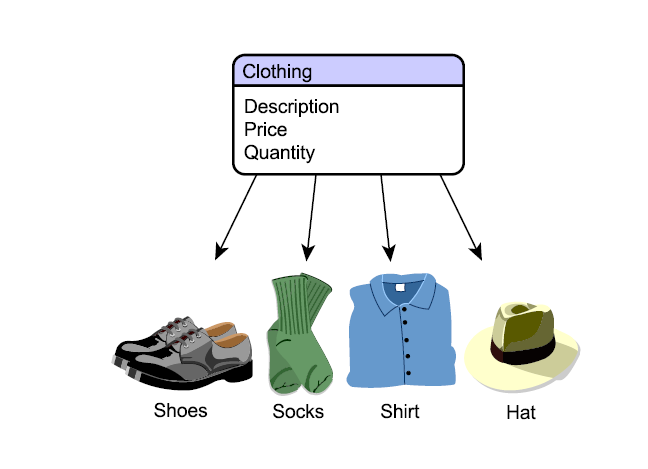 Clothing
Description
Price
Quantity
Shoes
Socks
Shirt
Hat